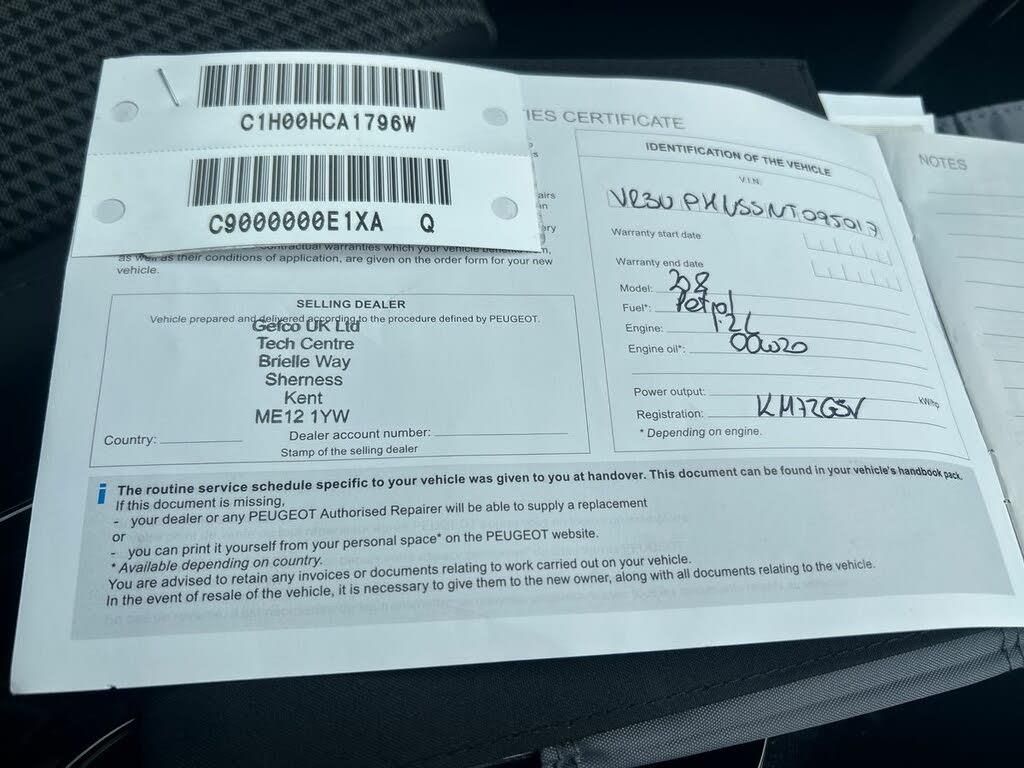 C1H00HCA1796W
C9000000E1XA Q
IES CERTIFICATE
contractual warranties which your vehicle
as well as their conditions of application, are given on the order form for your new
vehicle.
SELLING DEALER
Vehicle prepared and delivered according to the procedure defined by PEUGEOT.
Gefco UK Ltd
Tech Centre
Brielle Way
Sherness
Kent
ME12 1YW
Country:
Dealer account number:
Stamp of the selling dealer
IDENTIFICATION OF THE VEHICLE
V.I.N.
Warranty start date
Warranty end date
Model: 208
Fuel*: Petrol
Engine: 1.2L
Engine oil*: 00W20
Power output: kW/hp
Registration: KM72GSV
* Depending on engine.
NOTES
i The routine service schedule specific to your vehicle was given to you at handover. This document can be found in your vehicle's handbook pack.
If this document is missing,
- your dealer or any PEUGEOT Authorised Repairer will be able to supply a replacement
or
- you can print it yourself from your personal space* on the PEUGEOT website.
* Available depending on country.
You are advised to retain any invoices or documents relating to work carried out on your vehicle.
In the event of resale of the vehicle, it is necessary to give them to the new owner, along with all documents relating to the vehicle.